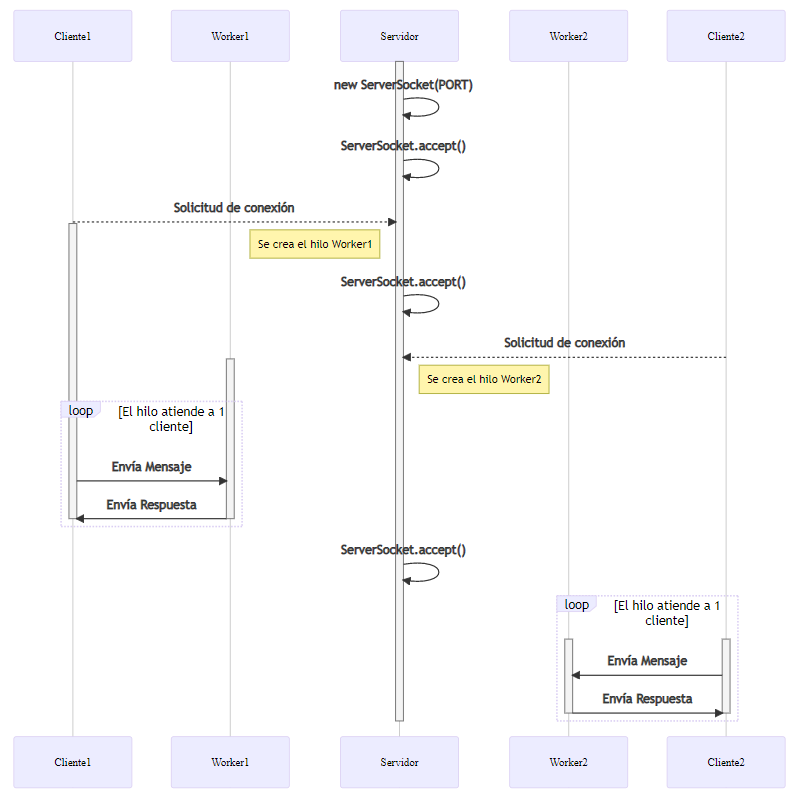 Cliente1
Worker1
Servidor
Worker2
Cliente2
new ServerSocket(PORT)
ServerSocket.accept()
Solicitud de conexión
Se crea el hilo Worker1
ServerSocket.accept()
Solicitud de conexión
Se crea el hilo Worker2
loop
[El hilo atiende a 1
cliente]
Envía Mensaje
Envía Respuesta
ServerSocket.accept()
loop
[El hilo atiende a 1
cliente]
Envía Mensaje
Envía Respuesta
Cliente1
Worker1
Servidor
Worker2
Cliente2